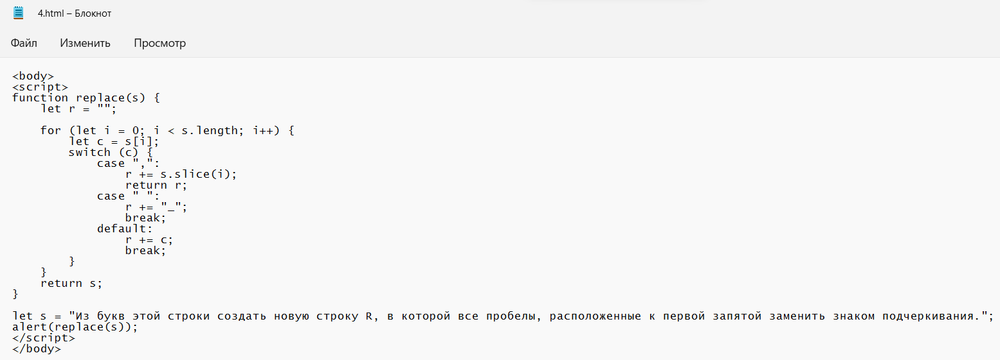 4.html – Блокнот
Файл Изменить Просмотр
<body>
<script>
function replace(s) {
    let r = "";

    for (let i = 0; i < s.length; i++) {
        let c = s[i];
        switch (c) {
            case ",":
                r += s.slice(i);
                return r;
            case " ":
                r += "_";
                break;
            default:
                r += c;
                break;
        }
    }
    return s;
}

let s = "Из букв этой строки создать новую строку R, в которой все пробелы, расположенные к первой запятой заменить знаком подчеркивания.";
alert(replace(s));
</script>
</body>